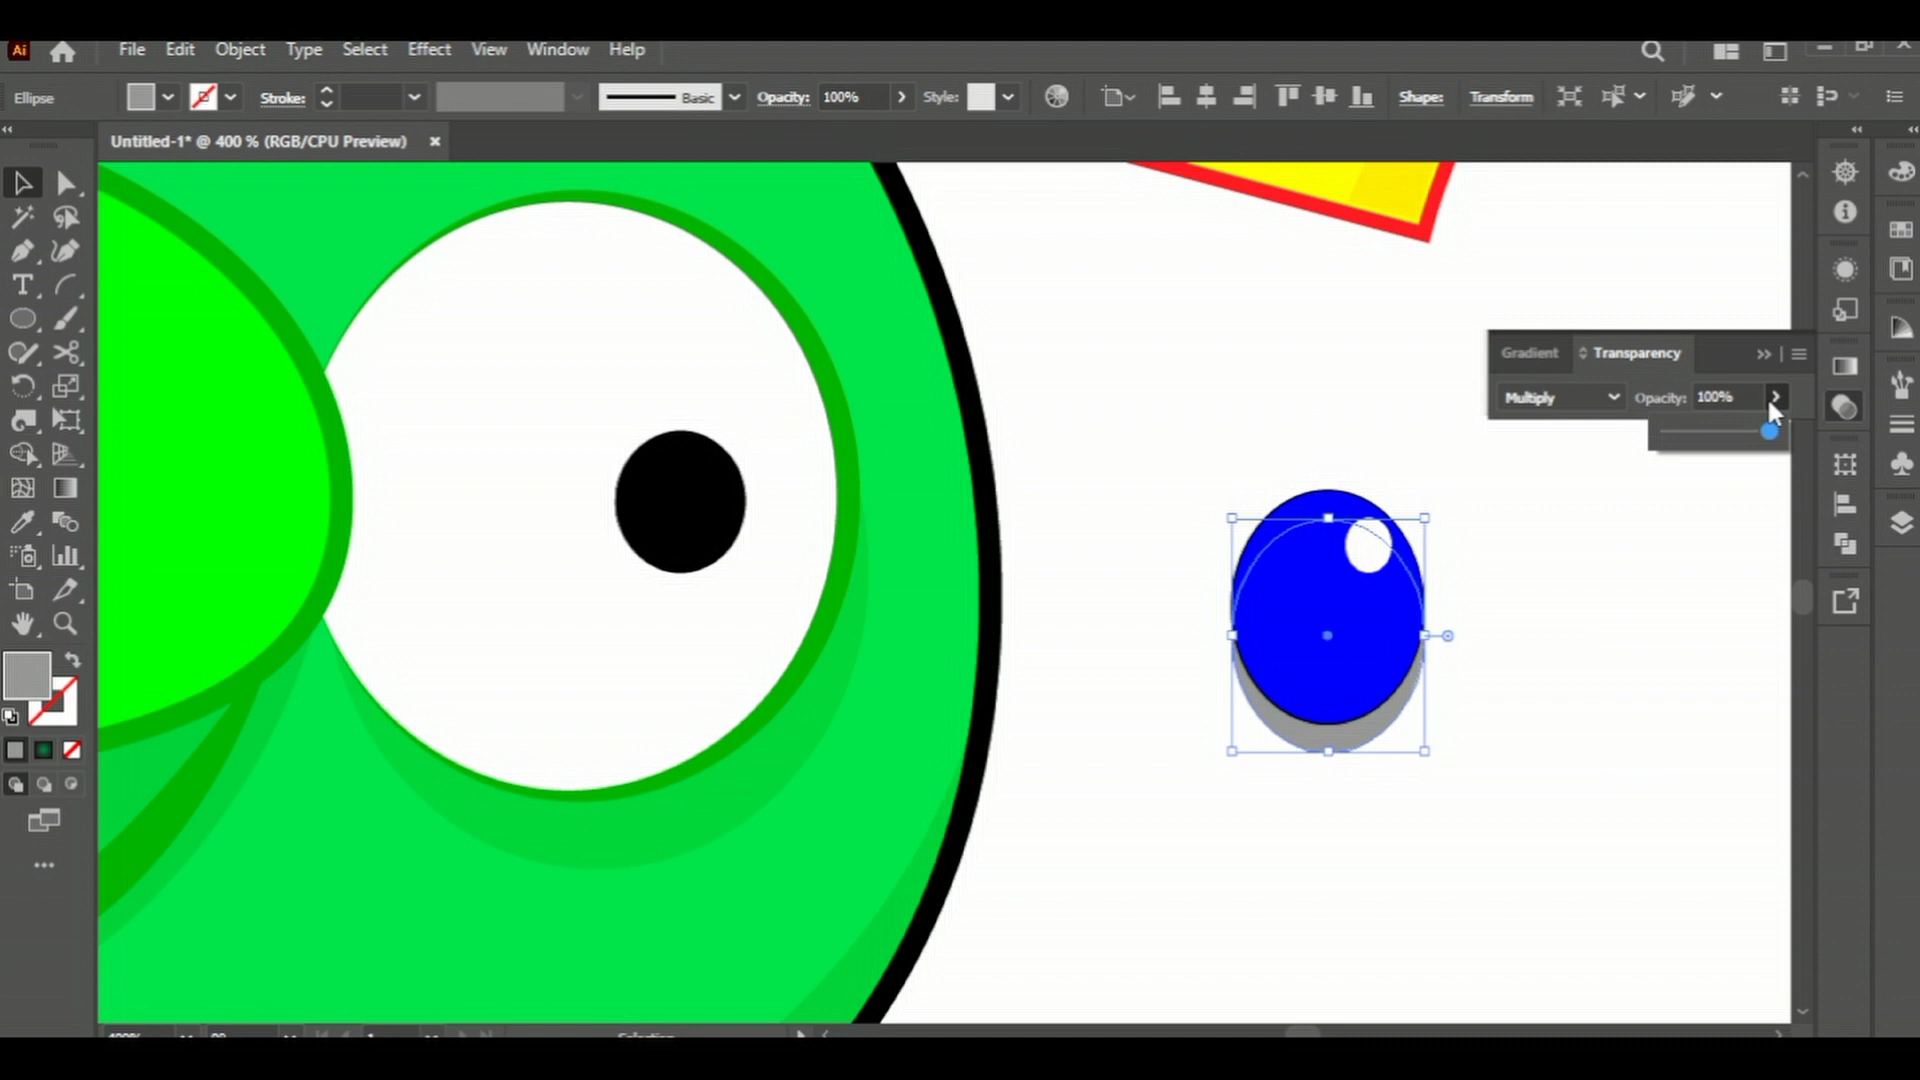 Ai File Edit Object Type Select Effect View Window Help
Ellipse Stroke: Basic Opacity: 100% Style: Shape: Transform
Untitled-1* @ 400 % (RGB/CPU Preview)
Gradient Transparency
Multiply Opacity: 100%